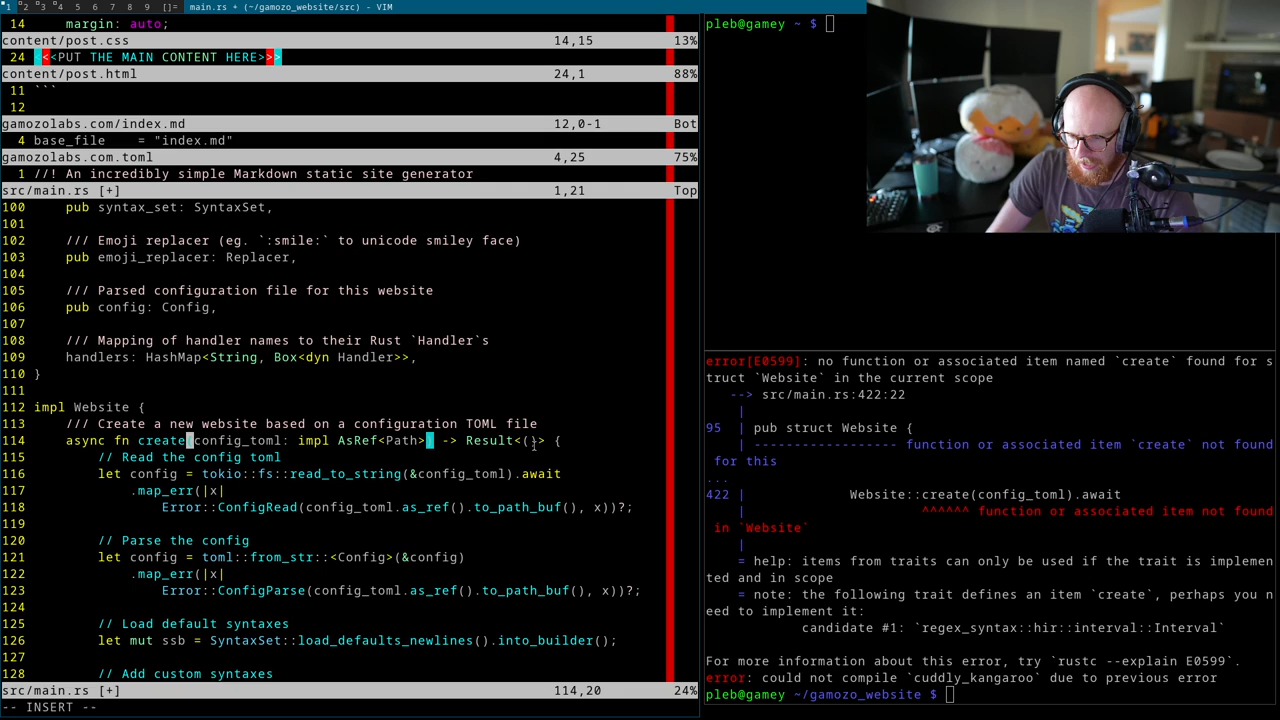 1 2 3 4 5 6 7 8 9 []= main.rs + (~/gamozo_website/src) - VIM
14     margin: auto;
content/post.css 14,15 13%
24 <<<PUT THE MAIN CONTENT HERE>>>
content/post.html 24,1 88%
11 ```
12
gamozolabs.com/index.md 12,0-1 Bot
4 base_file    = "index.md"
gamozolabs.com.toml 4,25 75%
1 //! An incredibly simple Markdown static site generator
src/main.rs [+] 1,21 Top
100     pub syntax_set: SyntaxSet,
101
102     /// Emoji replacer (eg. `:smile:` to unicode smiley face)
103     pub emoji_replacer: Replacer,
104
105     /// Parsed configuration file for this website
106     pub config: Config,
107
108     /// Mapping of handler names to their Rust `Handler`s
109     handlers: HashMap<String, Box<dyn Handler>>,
110 }
111
112 impl Website {
113     /// Create a new website based on a configuration TOML file
114     async fn create(config_toml: impl AsRef<Path>) -> Result<()> {
115         // Read the config toml
116         let config = tokio::fs::read_to_string(&config_toml).await
117             .map_err(|x|
118                 Error::ConfigRead(config_toml.as_ref().to_path_buf(), x))?;
119
120         // Parse the config
121         let config = toml::from_str::<Config>(&config)
122             .map_err(|x|
123                 Error::ConfigParse(config_toml.as_ref().to_path_buf(), x))?;
124
125         // Load default syntaxes
126         let mut ssb = SyntaxSet::load_defaults_newlines().into_builder();
127
128         // Add custom syntaxes
src/main.rs [+] 114,20 24%
-- INSERT --
pleb@gamey ~ $
error[E0599]: no function or associated item named `create` found for s
truct `Website` in the current scope
   --> src/main.rs:422:22
    |
95  | pub struct Website {
    | ------------------ function or associated item `create` not found
 for this
...
422 |             Website::create(config_toml).await
    |                      ^^^^^^ function or associated item not found
 in `Website`
    |
    = help: items from traits can only be used if the trait is implemen
ted and in scope
    = note: the following trait defines an item `create`, perhaps you n
eed to implement it:
            candidate #1: `regex_syntax::hir::interval::Interval`
For more information about this error, try `rustc --explain E0599`.
error: could not compile `cuddly_kangaroo` due to previous error
pleb@gamey ~/gamozo_website $